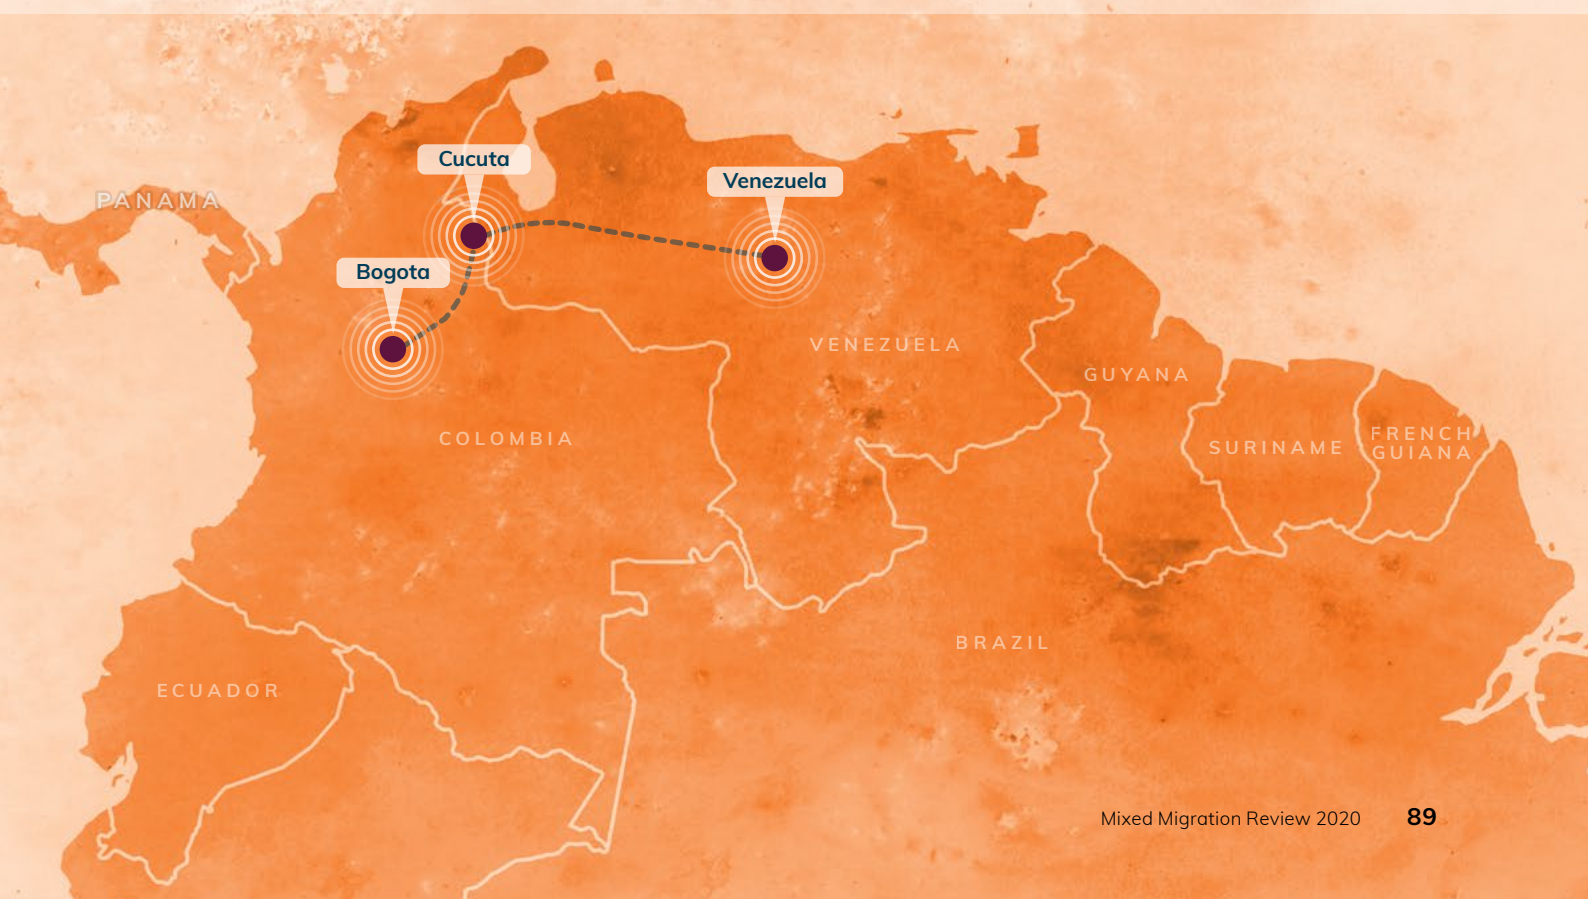 Cucuta
Venezuela
PANAMA
Bogota
VENEZUELA
GUYANA
COLOMBIA
SURINAME
FRENCH
GUIANA
BRAZIL
ECUADOR
Mixed Migration Review 2020 89